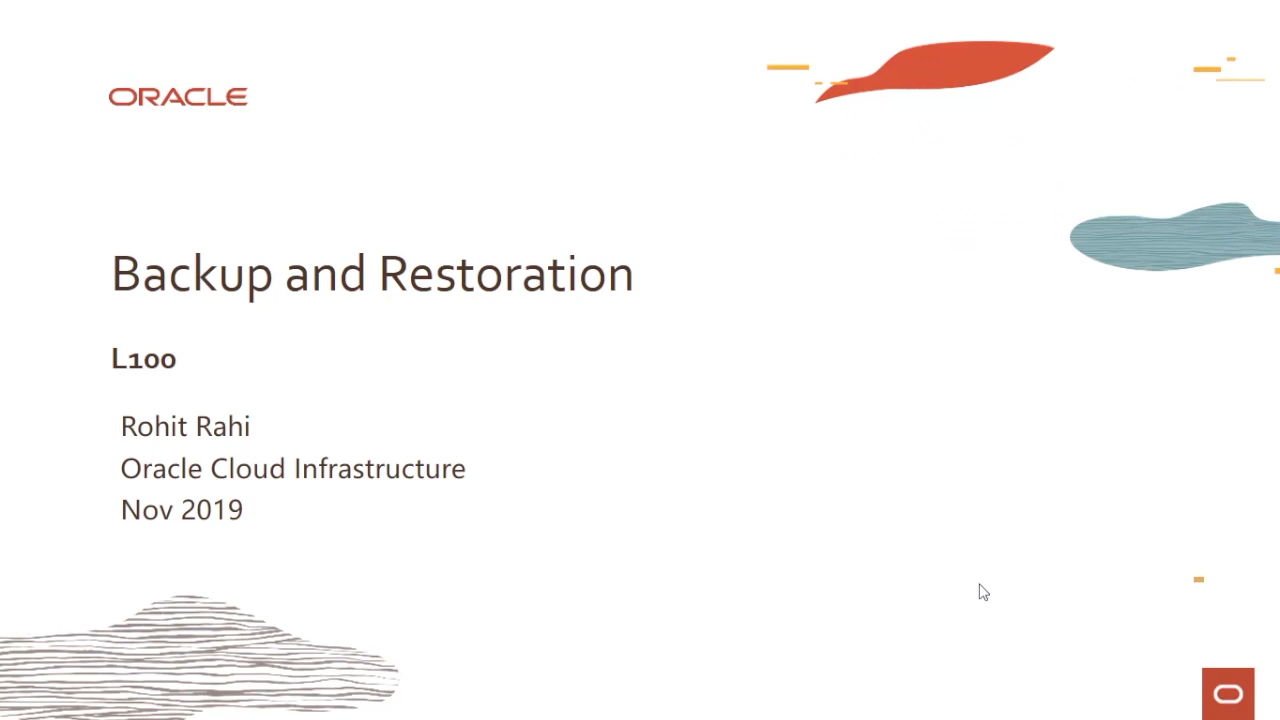 ORACLE
Backup and Restoration
L100
Rohit Rahi
Oracle Cloud Infrastructure
Nov 2019